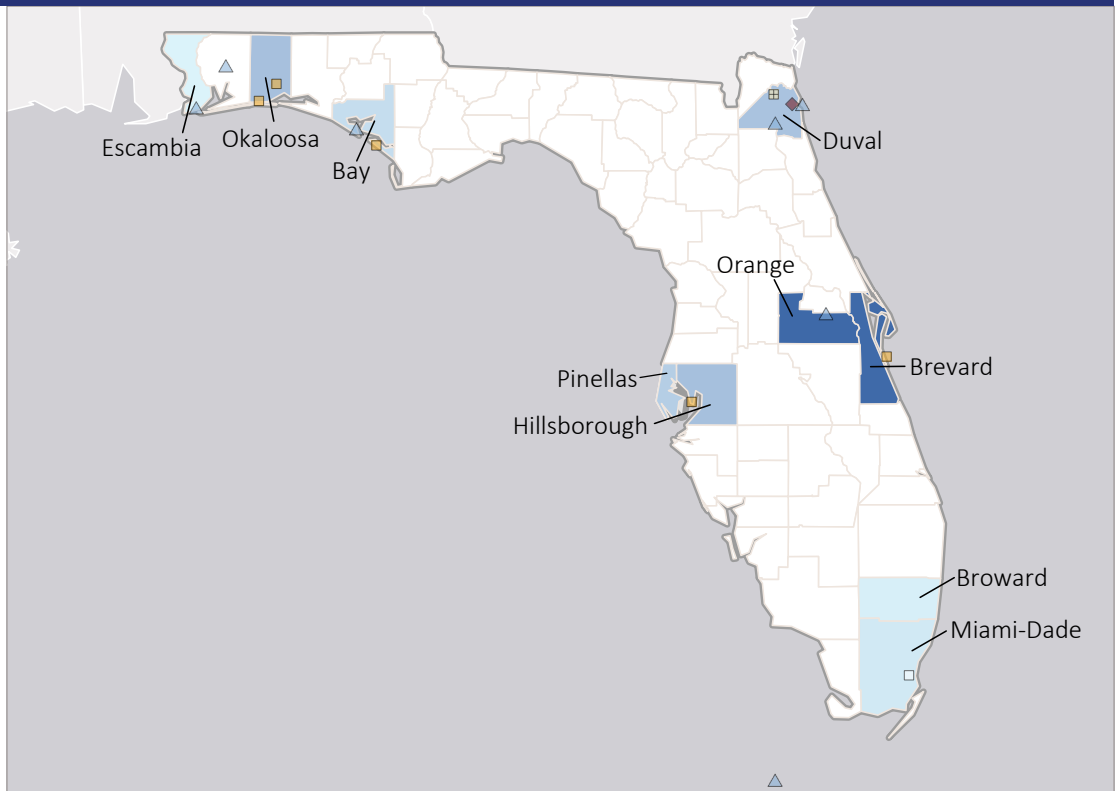 Escambia
Okaloosa
Bay
Duval
Orange
Brevard
Pinellas
Hillsborough
Broward
Miami-Dade